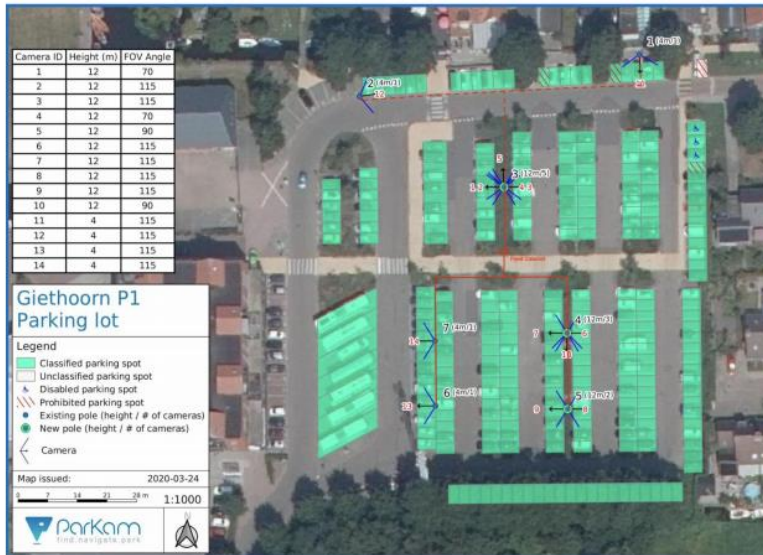 Camera ID Height (m) FOV Angle
1 12 70
2 12 115
3 12 115
4 12 70
5 12 90
6 12 115
7 12 115
8 12 115
9 12 115
10 12 90
11 4 115
12 4 115
13 4 115
14 4 115
Giethoorn P1
Parking lot
Legend
Classified parking spot
Unclassified parking spot
Disabled parking spot
Prohibited parking spot
Existing pole (height / # of cameras)
New pole (height / # of cameras)
Camera
Map issued: 2020-03-24
0 7 14 21 28 m
1:1000
ParKam
find.navigate.park
N
1 (4m/1)
2 (4m/1)
12
5
3 (12m/5)
1-2
4-3
7 (4m/1)
14
4 (12m/3)
7
6
10
6 (4m/1)
13
5 (12m/2)
9
8